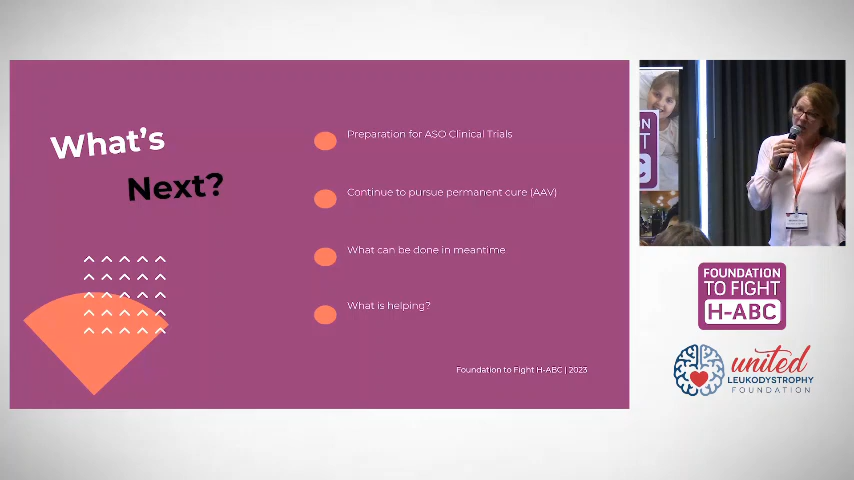 What's
Next?
Preparation for ASO Clinical Trials
Continue to pursue permanent cure (AAV)
What can be done in meantime
What is helping?
Foundation to Fight H-ABC | 2023
FOUNDATION
TO FIGHT
H-ABC
united
LEUKODYSTROPHY
FOUNDATION